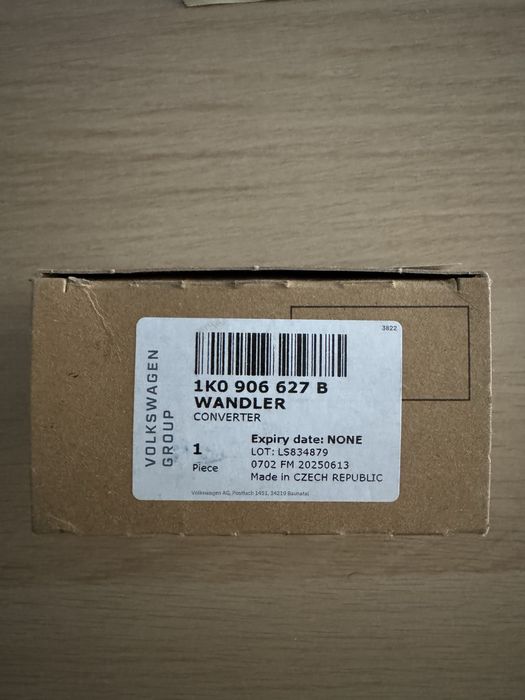 3822
VOLKSWAGEN
GROUP
1K0 906 627 B
WANDLER
CONVERTER
1
Piece
Expiry date: NONE
LOT: LS834879
0702 FM 20250613
Made in CZECH REPUBLIC
Volkswagen AG, Postfach 1451, 34219 Baunatal